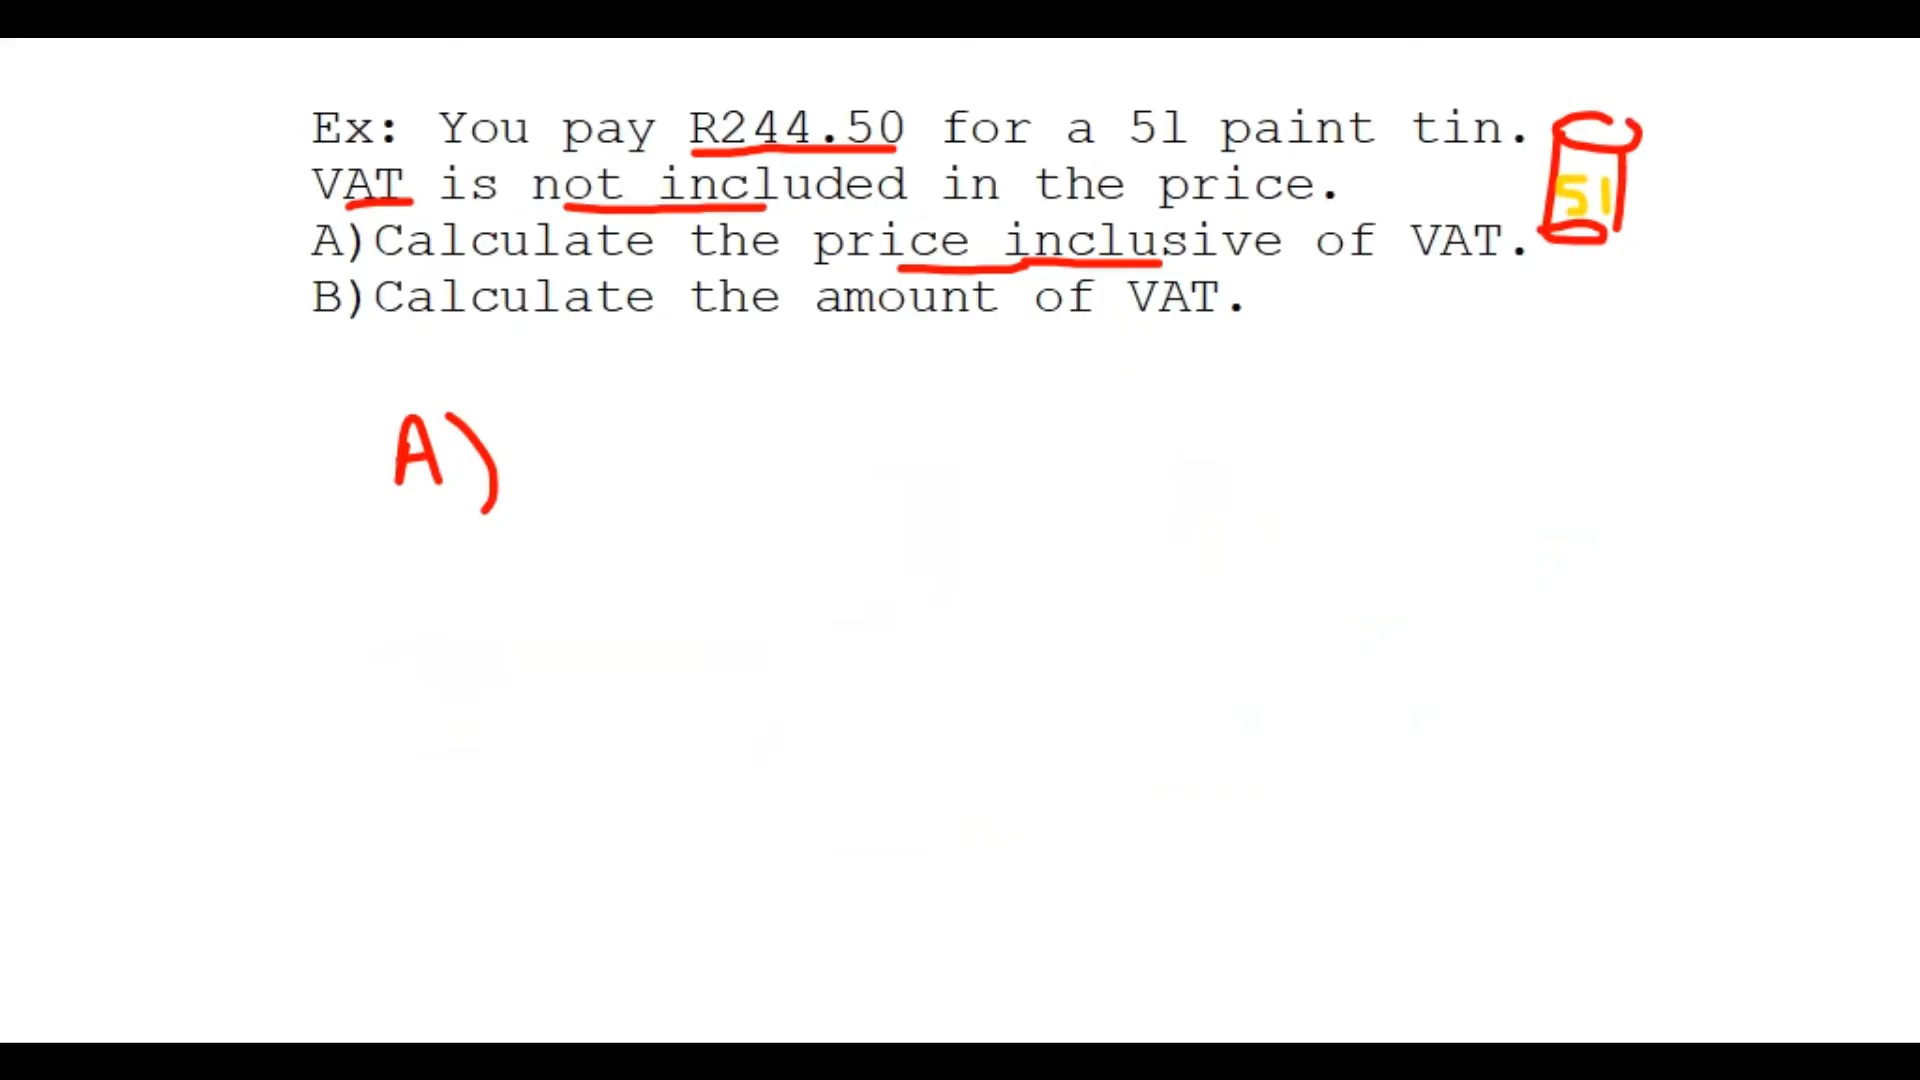 Ex: You pay R244.50 for a 5l paint tin.
VAT is not included in the price.
5l
A)Calculate the price inclusive of VAT.
B)Calculate the amount of VAT.
A)